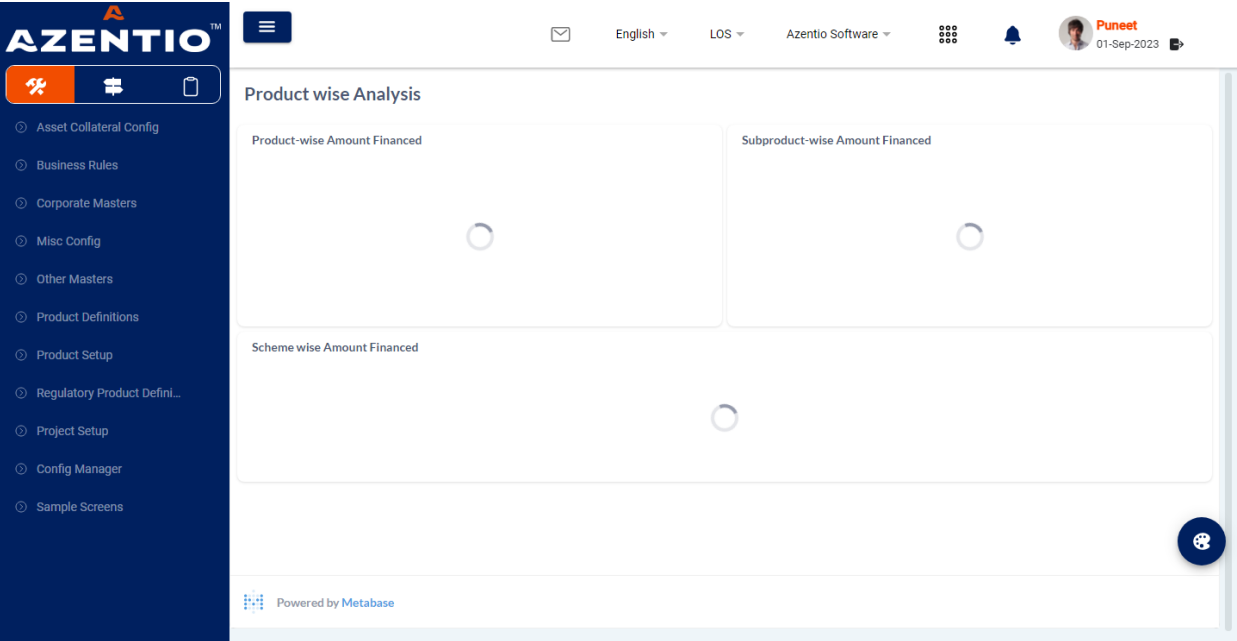 AZENTIO™
English
LOS
Azentio Software
Puneet
01-Sep-2023
Asset Collateral Config
Business Rules
Corporate Masters
Misc Config
Other Masters
Product Definitions
Product Setup
Regulatory Product Defini...
Project Setup
Config Manager
Sample Screens
Product wise Analysis
Product-wise Amount Financed
Subproduct-wise Amount Financed
Scheme wise Amount Financed
Powered by Metabase